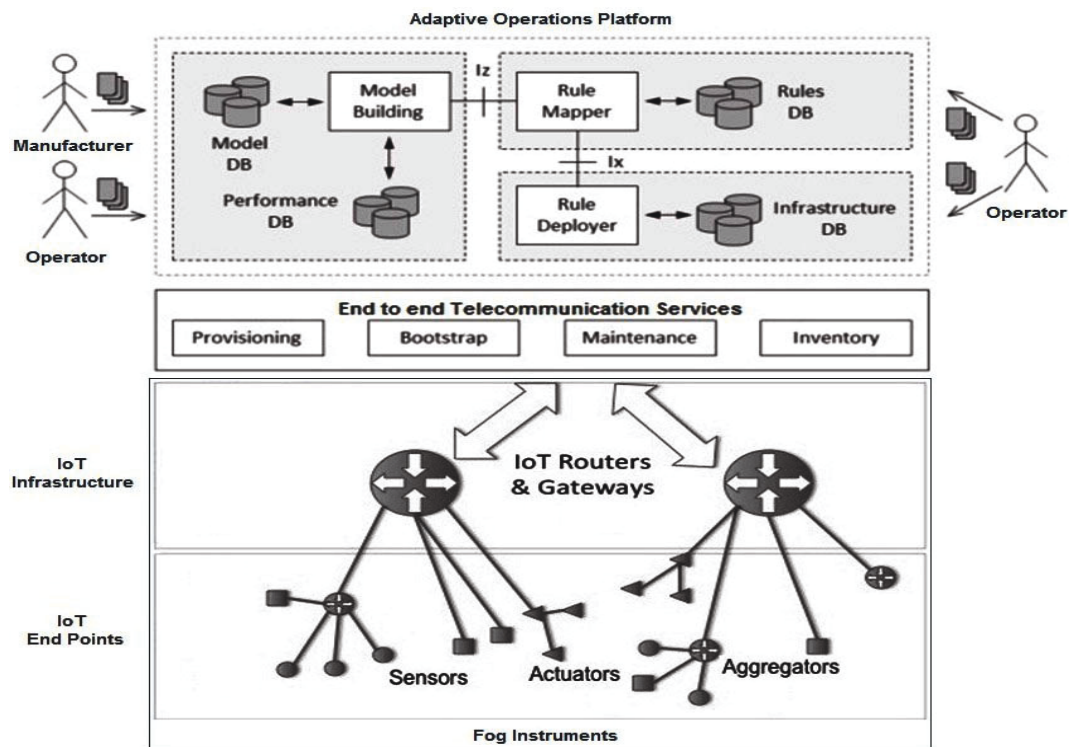 Adaptive Operations Platform
Manufacturer
Operator
Model
DB
Model
Building
Performance
DB
Iz
Rule
Mapper
Rules
DB
Ix
Rule
Deployer
Infrastructure
DB
Operator
End to end Telecommunication Services
Provisioning
Bootstrap
Maintenance
Inventory
IoT
Infrastructure
IoT Routers
& Gateways
IoT
End Points
Sensors
Actuators
Aggregators
Fog Instruments